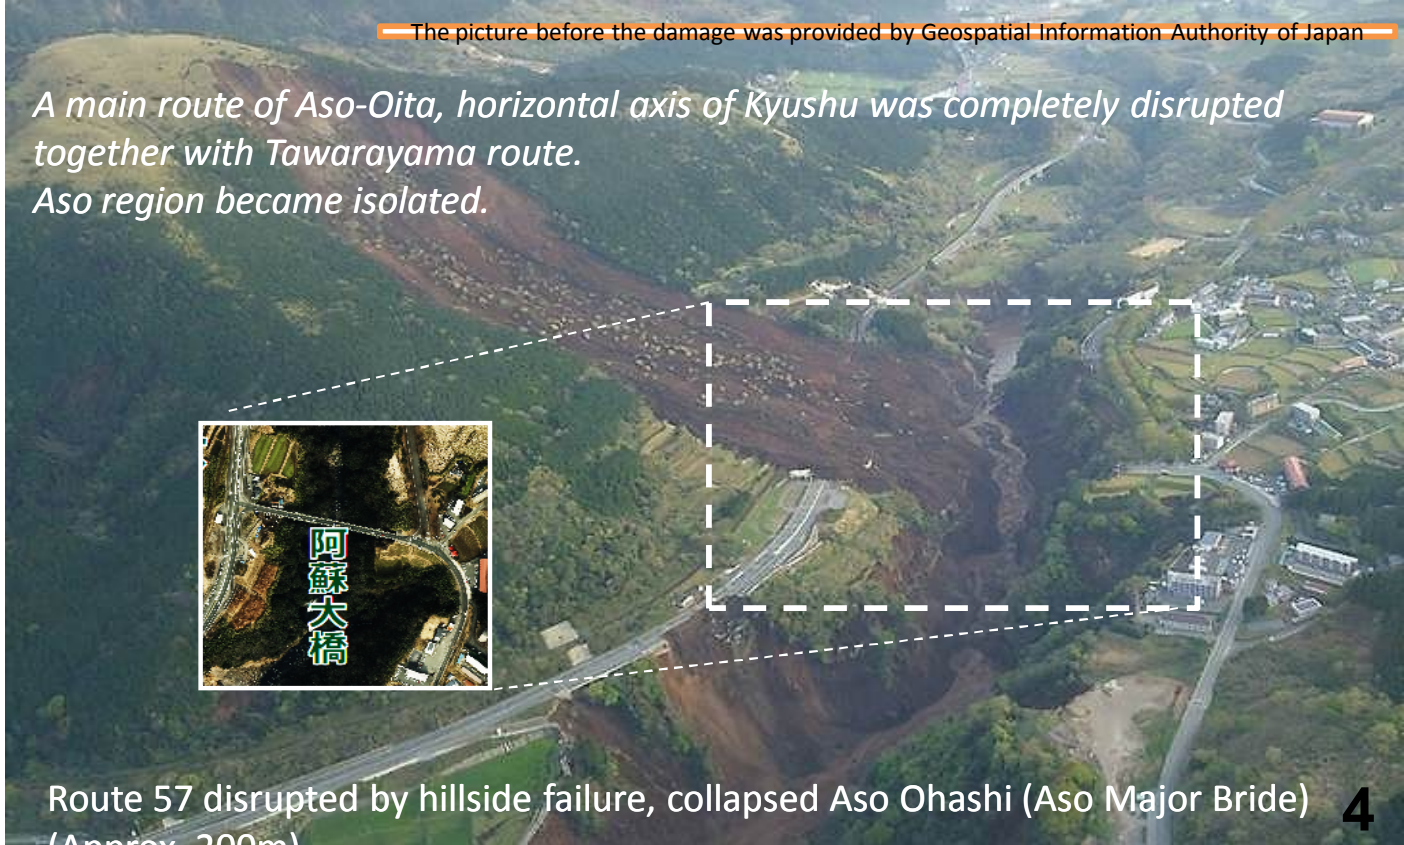 The picture before the damage was provided by Geospatial Information Authority of Japan
A main route of Aso-Oita, horizontal axis of Kyushu was completely disrupted
together with Tawarayama route.
Aso region became isolated.
阿蘇大橋
Route 57 disrupted by hillside failure, collapsed Aso Ohashi (Aso Major Bride)
(Approx. 200m)
4